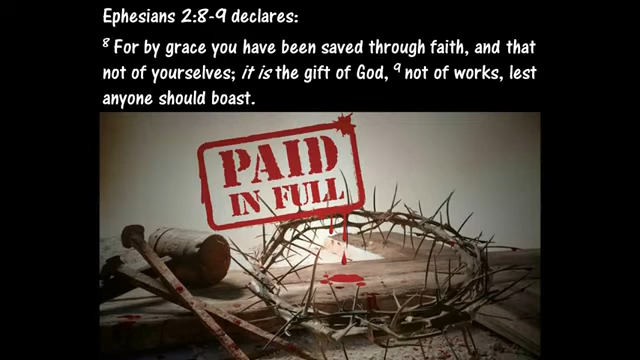 Ephesians 2:8-9 declares:
⁸ For by grace you have been saved through faith, and that
not of yourselves; it is the gift of God, ⁹ not of works, lest
anyone should boast.
PAID
IN FULL